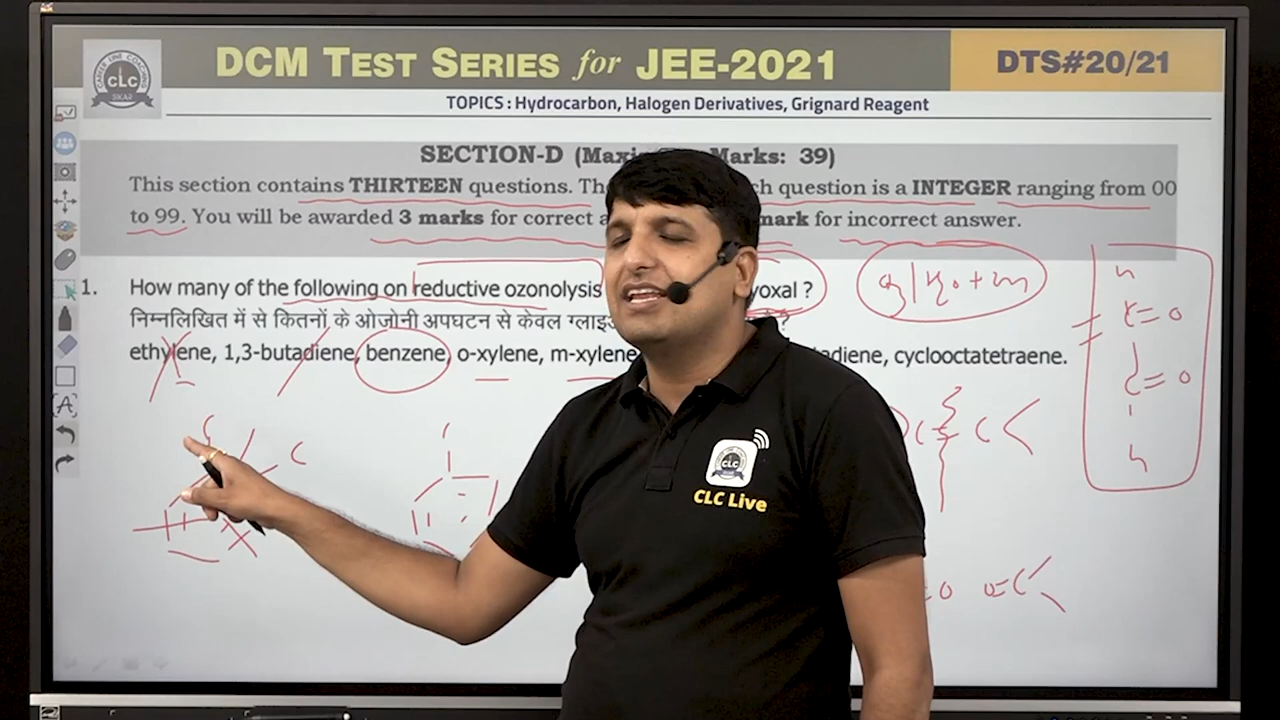 DCM TEST SERIES for JEE-2021
DTS#20/21
CLC
SIKAR
TOPICS : Hydrocarbon, Halogen Derivatives, Grignard Reagent
SECTION-D (Maxi Marks: 39)
This section contains THIRTEEN questions. Th ch question is a INTEGER ranging from 00
to 99. You will be awarded 3 marks for correct a mark for incorrect answer.
1. How many of the following on reductive ozonolysis yoxal ?
निम्नलिखित में से कितनों के ओजोनी अपघटन से केवल ?
ethylene, 1,3-butadiene, benzene, o-xylene, m-xylene adiene, cyclooctatetraene.
CLC
CLC Live